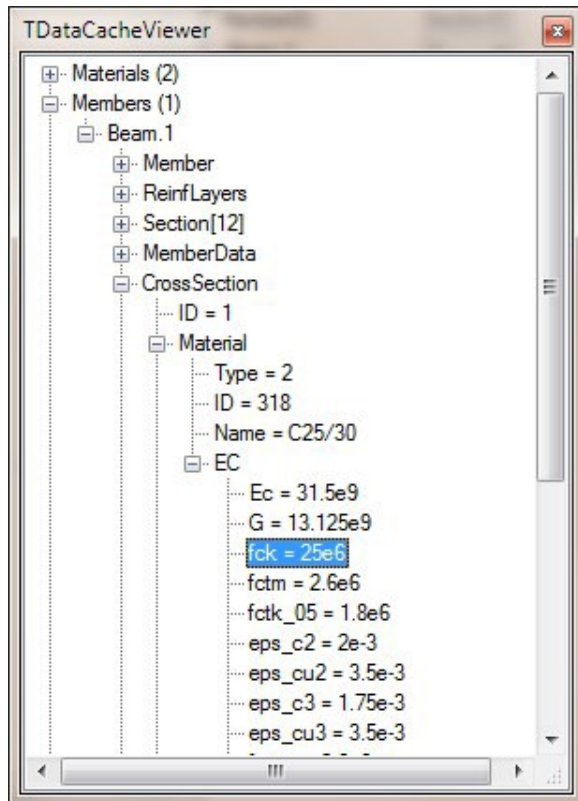 TDataCacheViewer
Materials (2)
Members (1)
Beam.1
Member
ReinfLayers
Section[12]
MemberData
CrossSection
ID = 1
Material
Type = 2
ID = 318
Name = C25/30
EC
Ec = 31.5e9
G = 13.125e9
fck = 25e6
fctm = 2.6e6
fctk_05 = 1.8e6
eps_c2 = 2e-3
eps_cu2 = 3.5e-3
eps_c3 = 1.75e-3
eps_cu3 = 3.5e-3